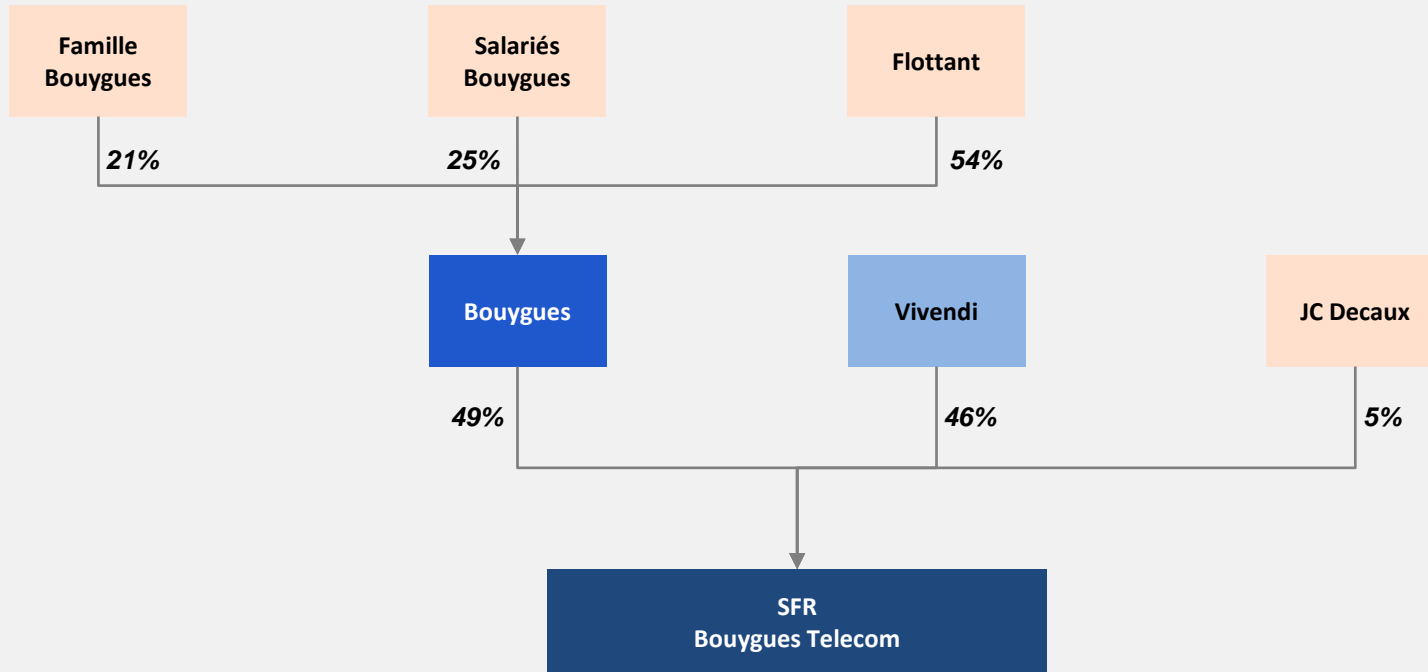 Famille
Bouygues
Salariés
Bouygues
Flottant
21%
25%
54%
Bouygues
Vivendi
JC Decaux
49%
46%
5%
SFR
Bouygues Telecom